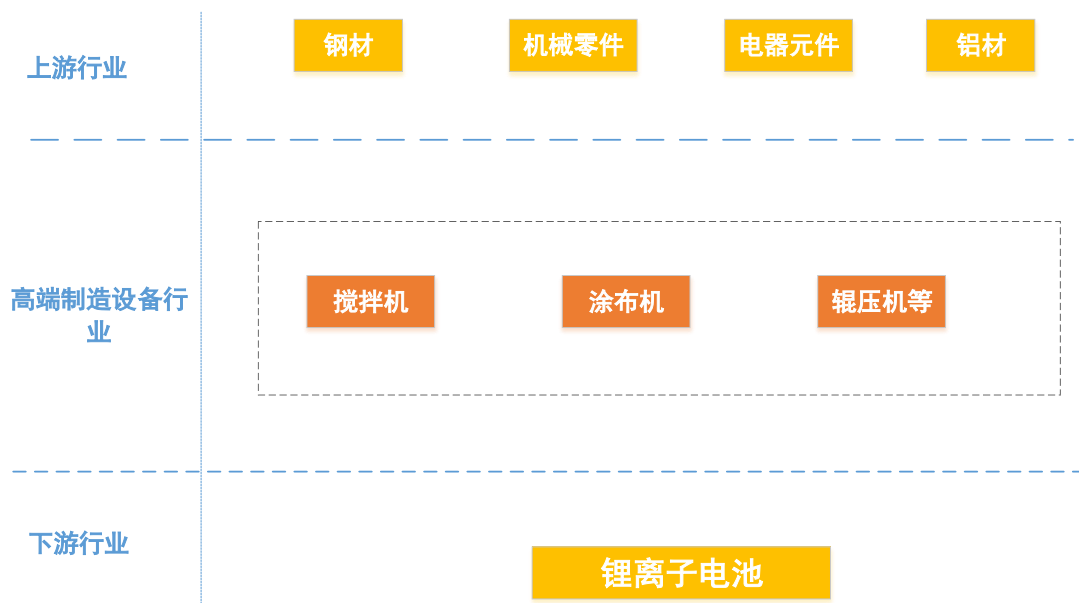 上游行业
钢材
机械零件
电器元件
铝材
高端制造设备行
业
搅拌机
涂布机
辊压机等
下游行业
锂离子电池